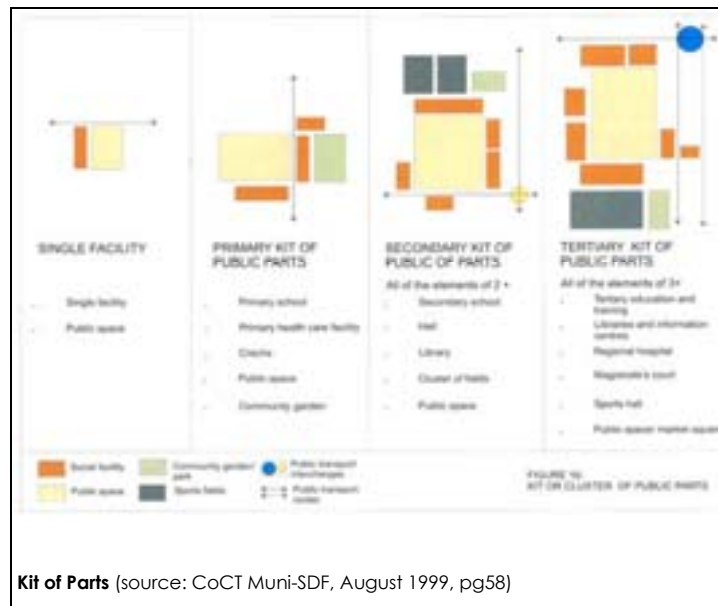 SINGLE FACILITY
Single facility
Public space
PRIMARY KIT OF
PUBLIC PARTS
Primary school
Primary health care facility
Creche
Public space
Community garden
SECONDARY KIT OF
PUBLIC OF PARTS
All of the elements of 2 +
Secondary school
Hall
Library
Cluster of fields
Public space
TERTIARY KIT OF
PUBLIC PARTS
All of the elements of 3+
Tertiary education and
training
Libraries and information
centres
Regional hospital
Magistrate's court
Sports hall
Public space/ market square
Social facility
Public space
Community garden/
park
Sports fields
Public transport
interchanges
Public transport
routes
KIT OR CLUSTER OF PUBLIC PARTS
Kit of Parts (source: CoCT Muni-SDF, August 1999, pg58)